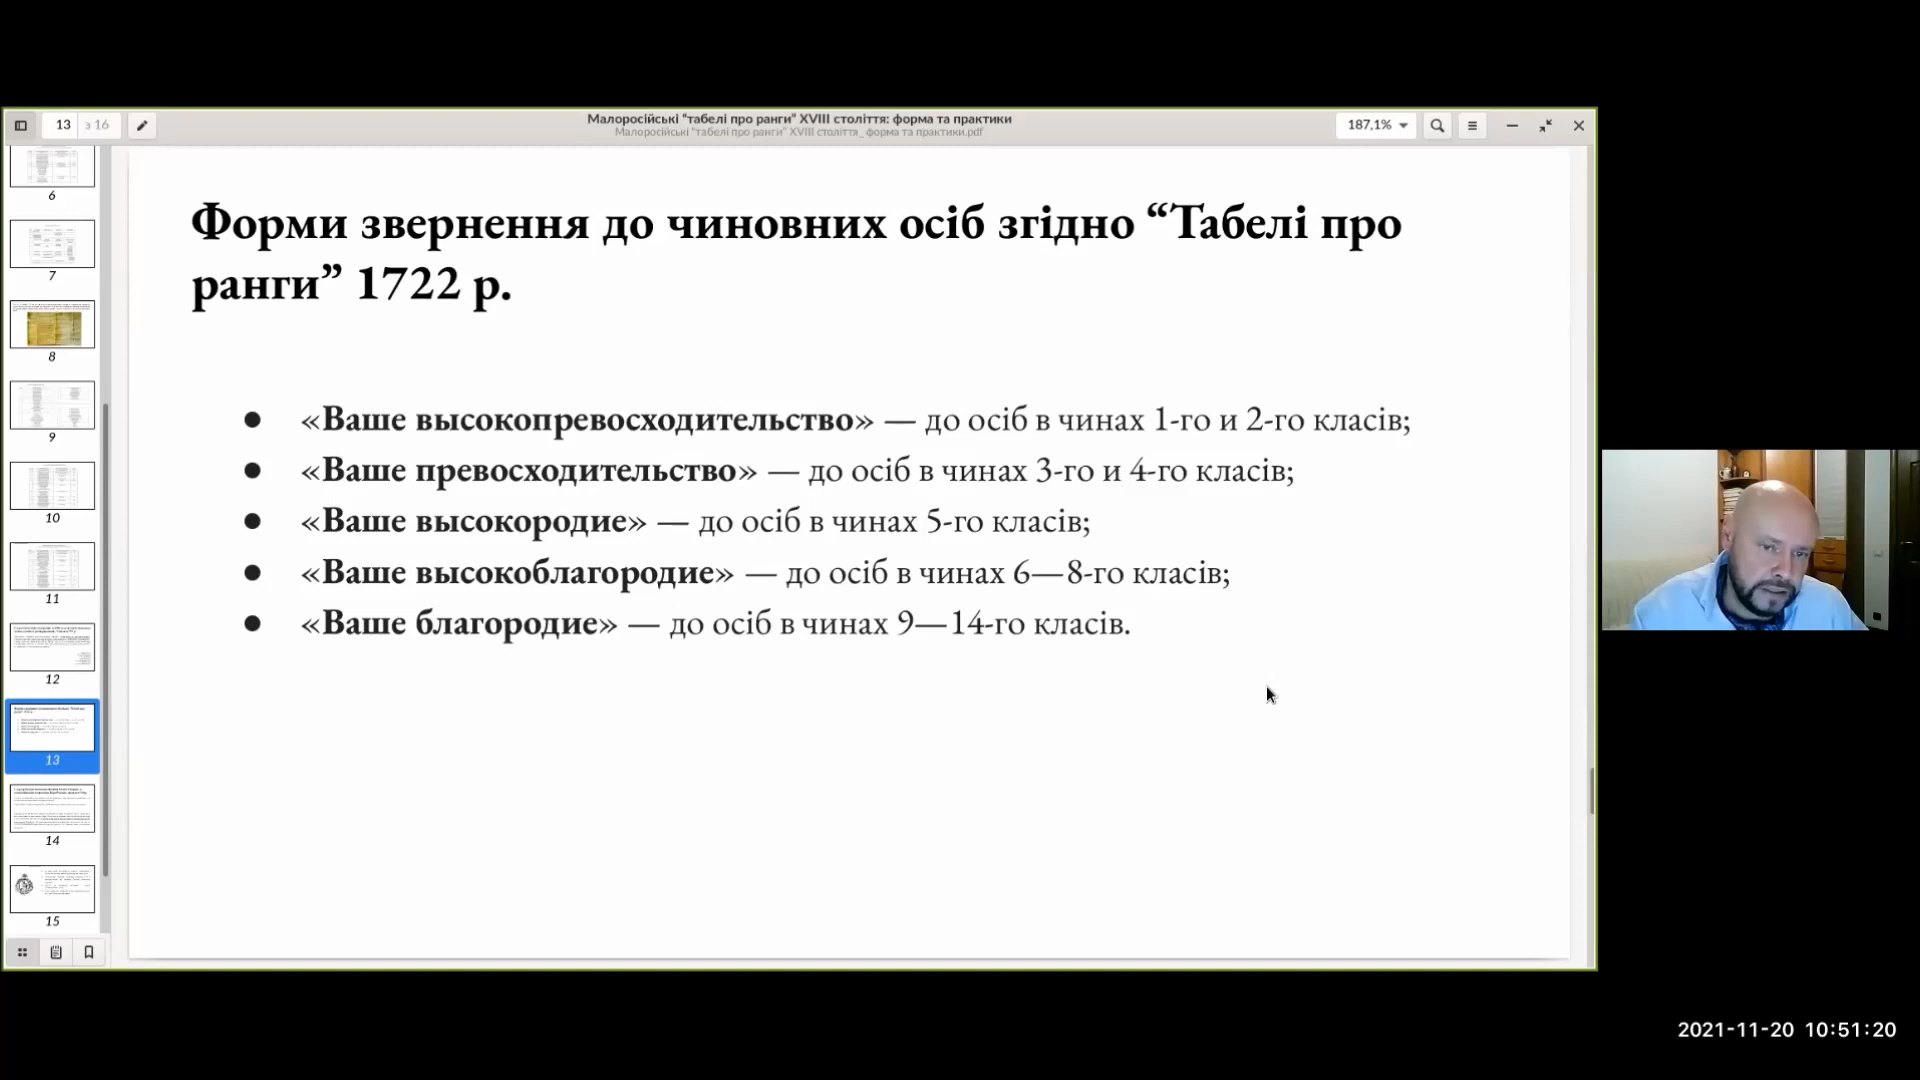 13 з 16
Малоросійські “табелі про ранги” XVIII століття: форма та практики
Малоросійські “табелі про ранги” XVIII століття_ форма та практики.pdf
187,1%
6
7
8
9
10
11
12
13
14
15
Форми звернення до чиновних осіб згідно “Табелі про
ранги” 1722 р.
● «Ваше высокопревосходительство» — до осіб в чинах 1-го и 2-го класів;
● «Ваше превосходительство» — до осіб в чинах 3-го и 4-го класів;
● «Ваше высокородие» — до осіб в чинах 5-го класів;
● «Ваше высокоблагородие» — до осіб в чинах 6—8-го класів;
● «Ваше благородие» — до осіб в чинах 9—14-го класів.
2021-11-20 10:51:20